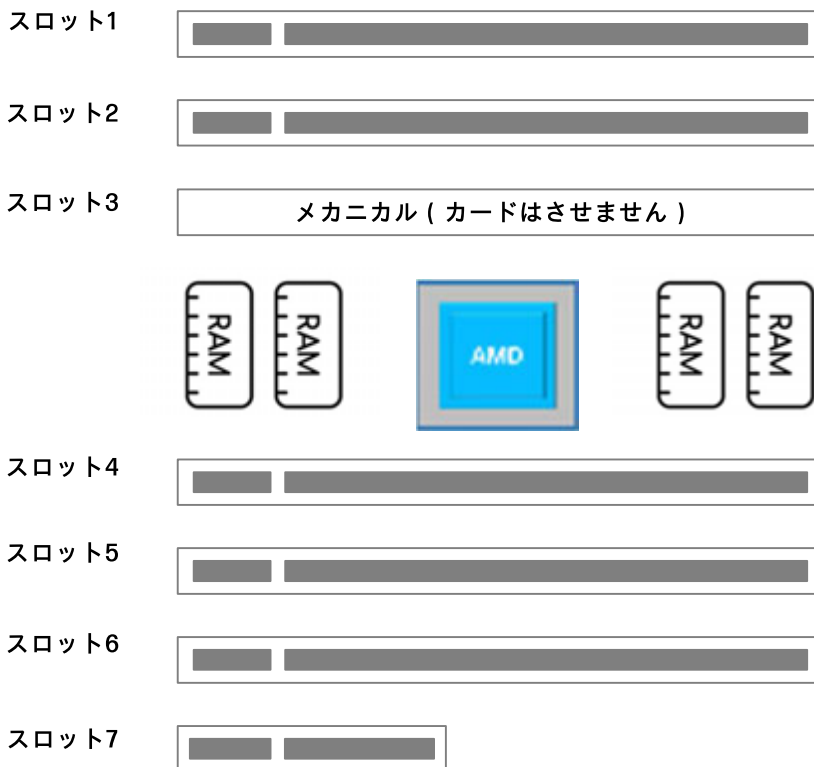 スロット1
スロット2
スロット3
メカニカル ( カードはさせません )
RAM
RAM
AMD
RAM
RAM
スロット4
スロット5
スロット6
スロット7